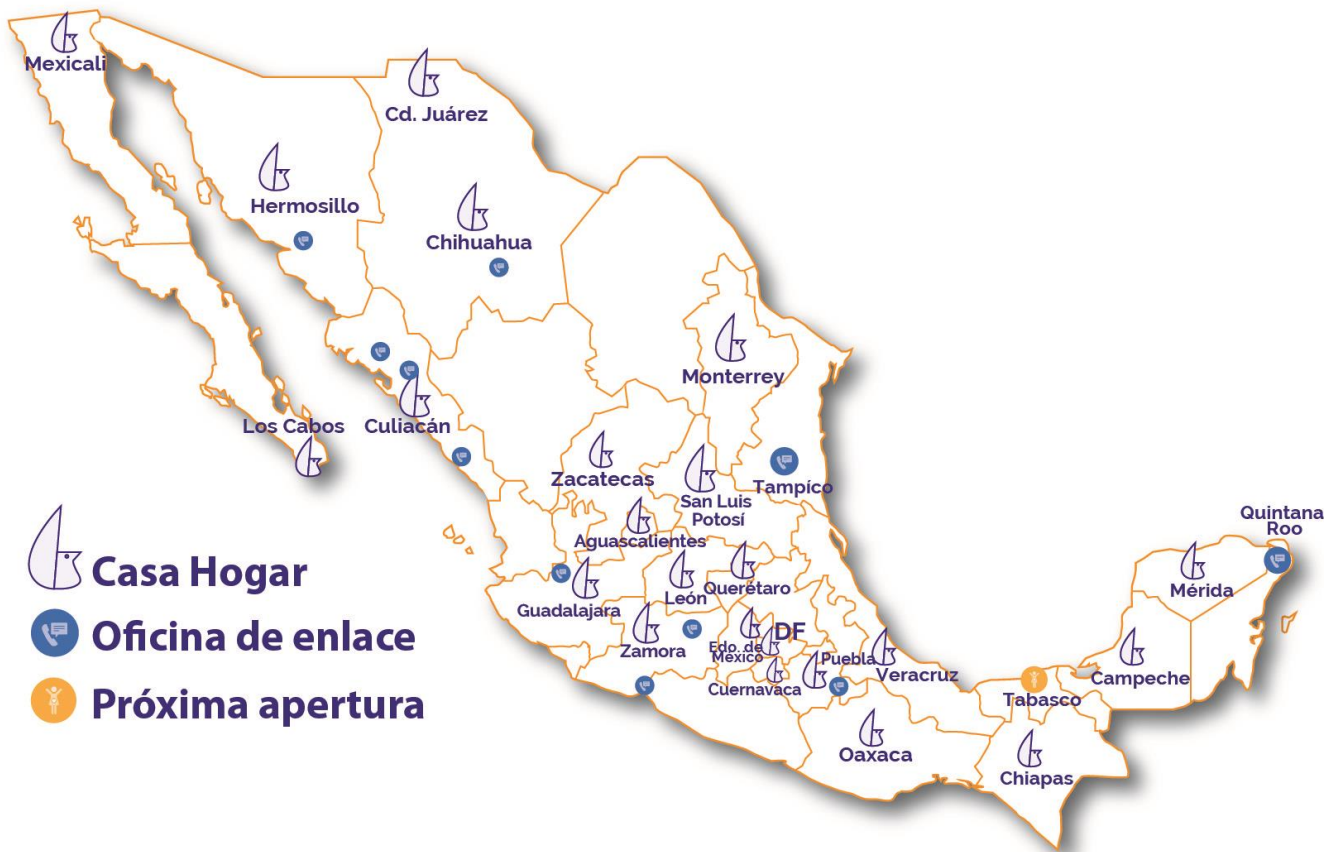 Mexicali
Cd. Juárez
Hermosillo
Chihuahua
Monterrey
Los Cabos
Culiacán
Zacatecas
San Luis
Potosí
Tampíco
Aguascalientes
Quintana
Roo
Guadalajara
León
Querétaro
Mérida
Zamora
Edo. de
México
DF
Cuernavaca
Puebla
Veracruz
Campeche
Tabasco
Oaxaca
Chiapas
Casa Hogar
Oficina de enlace
Próxima apertura